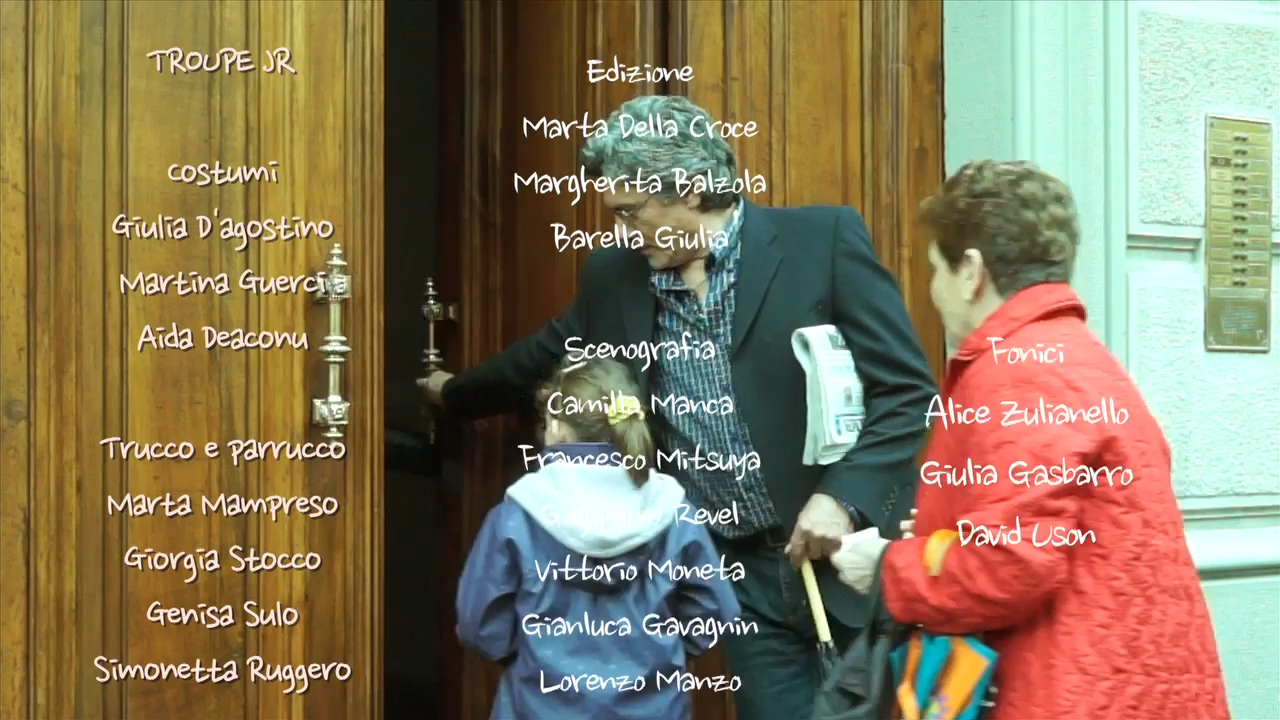 TROUPE JR
costumi
Giulia D'agostino
Martina Guerci
Aida Deaconu
Trucco e parrucco
Marta Mampreso
Giorgia Stocco
Genisa Sulo
Simonetta Ruggero
Edizione
Marta Della Croce
Margherita Balzola
Barella Giulia
Scenografia
Camilla Manca
Francesco Mitsuya
Revel
Vittorio Moneta
Gianluca Gavagnin
Lorenzo Manzo
Fonici
Alice Zulianello
Giulia Gasbarro
David Uson